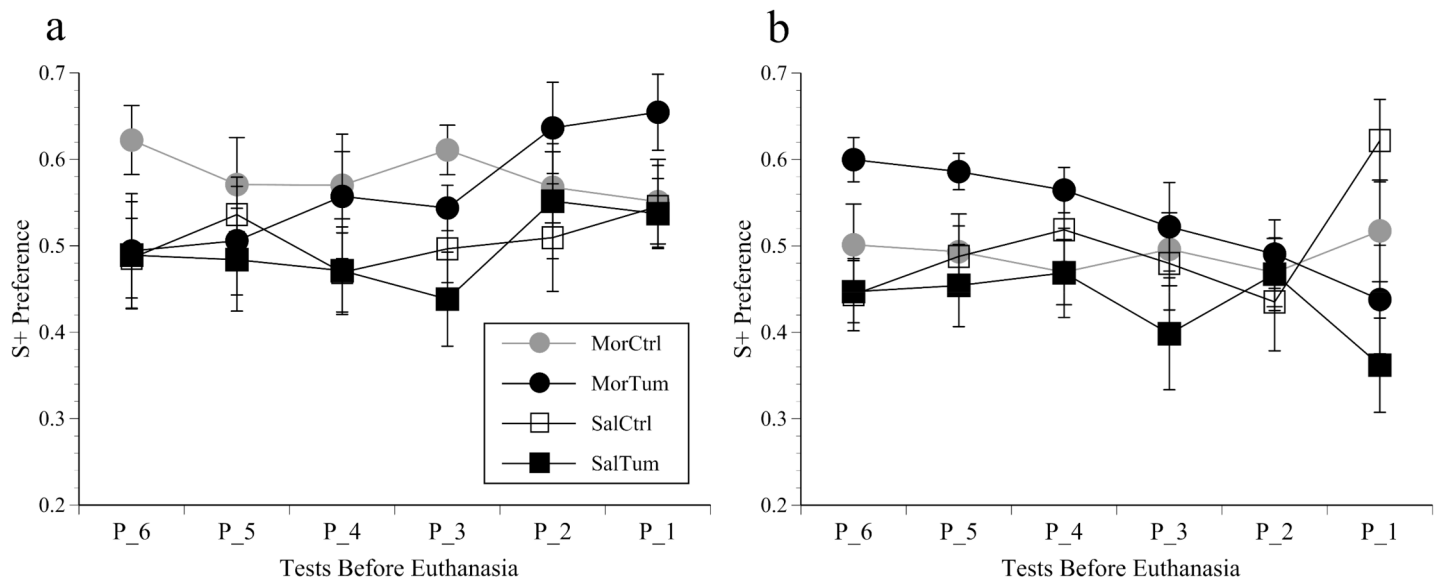 a
S+ Preference
0.7
0.6
0.5
0.4
0.3
0.2
MorCtrl
MorTum
SalCtrl
SalTum
P_6 P_5 P_4 P_3 P_2 P_1
Tests Before Euthanasia
b
S+ Preference
0.7
0.6
0.5
0.4
0.3
0.2
P_6 P_5 P_4 P_3 P_2 P_1
Tests Before Euthanasia